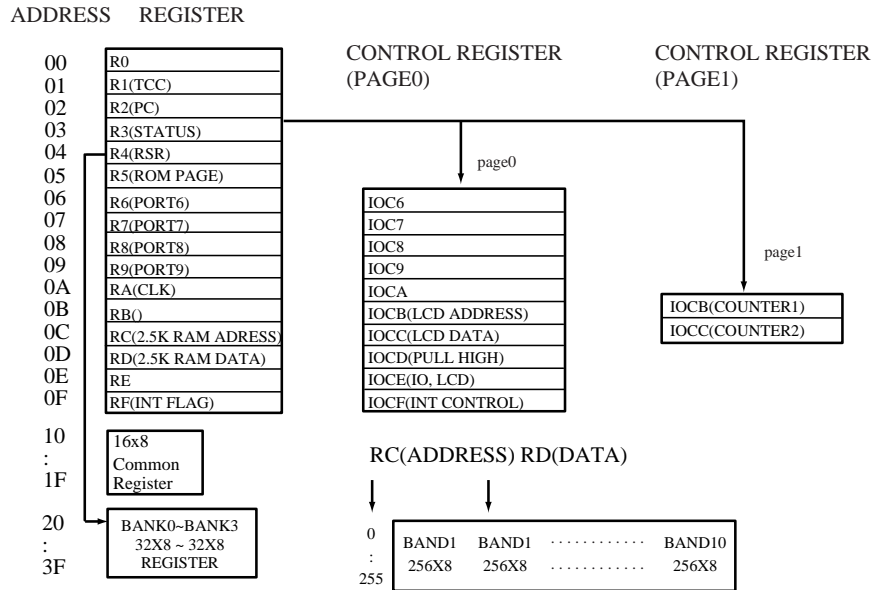 ADDRESS REGISTER
00 R0
01 R1(TCC)
02 R2(PC)
03 R3(STATUS)
04 R4(RSR)
05 R5(ROM PAGE)
06 R6(PORT6)
07 R7(PORT7)
08 R8(PORT8)
09 R9(PORT9)
0A RA(CLK)
0B RB()
0C RC(2.5K RAM ADRESS)
0D RD(2.5K RAM DATA)
0E RE
0F RF(INT FLAG)
10 16x8
: Common
1F Register
20 BANK0~BANK3
: 32X8 ~ 32X8
3F REGISTER
CONTROL REGISTER
(PAGE0)
page0
IOC6
IOC7
IOC8
IOC9
IOCA
IOCB(LCD ADDRESS)
IOCC(LCD DATA)
IOCD(PULL HIGH)
IOCE(IO, LCD)
IOCF(INT CONTROL)
CONTROL REGISTER
(PAGE1)
page1
IOCB(COUNTER1)
IOCC(COUNTER2)
RC(ADDRESS) RD(DATA)
0
:
255
BAND1 BAND1 ............ BAND10
256X8 256X8 ............ 256X8